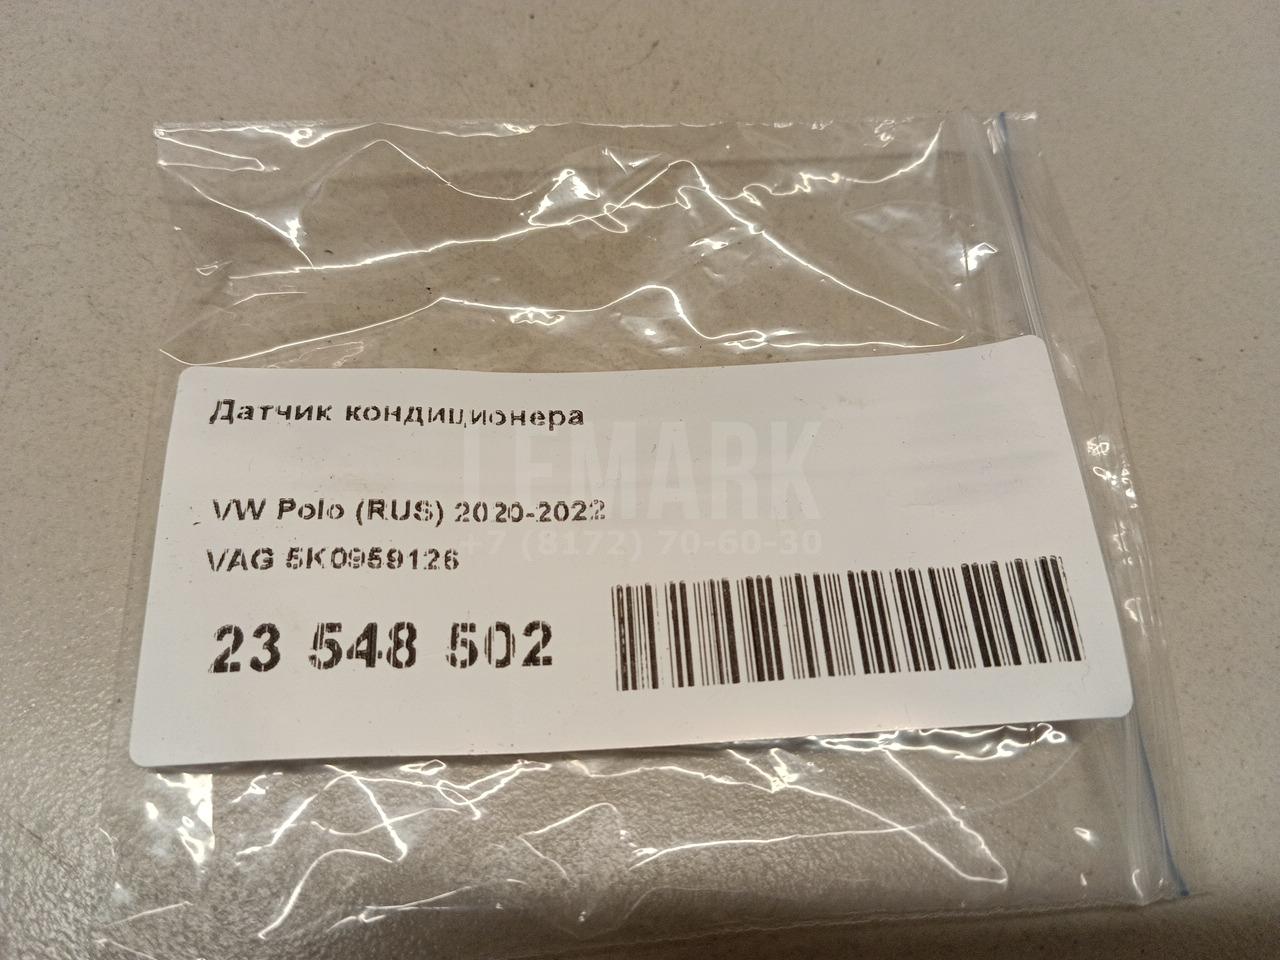 Датчик кондиционера
LEMARK
VW Polo (RUS) 2020-2022
+7 (8172) 70-60-30
VAG 5K0959126
23 548 502